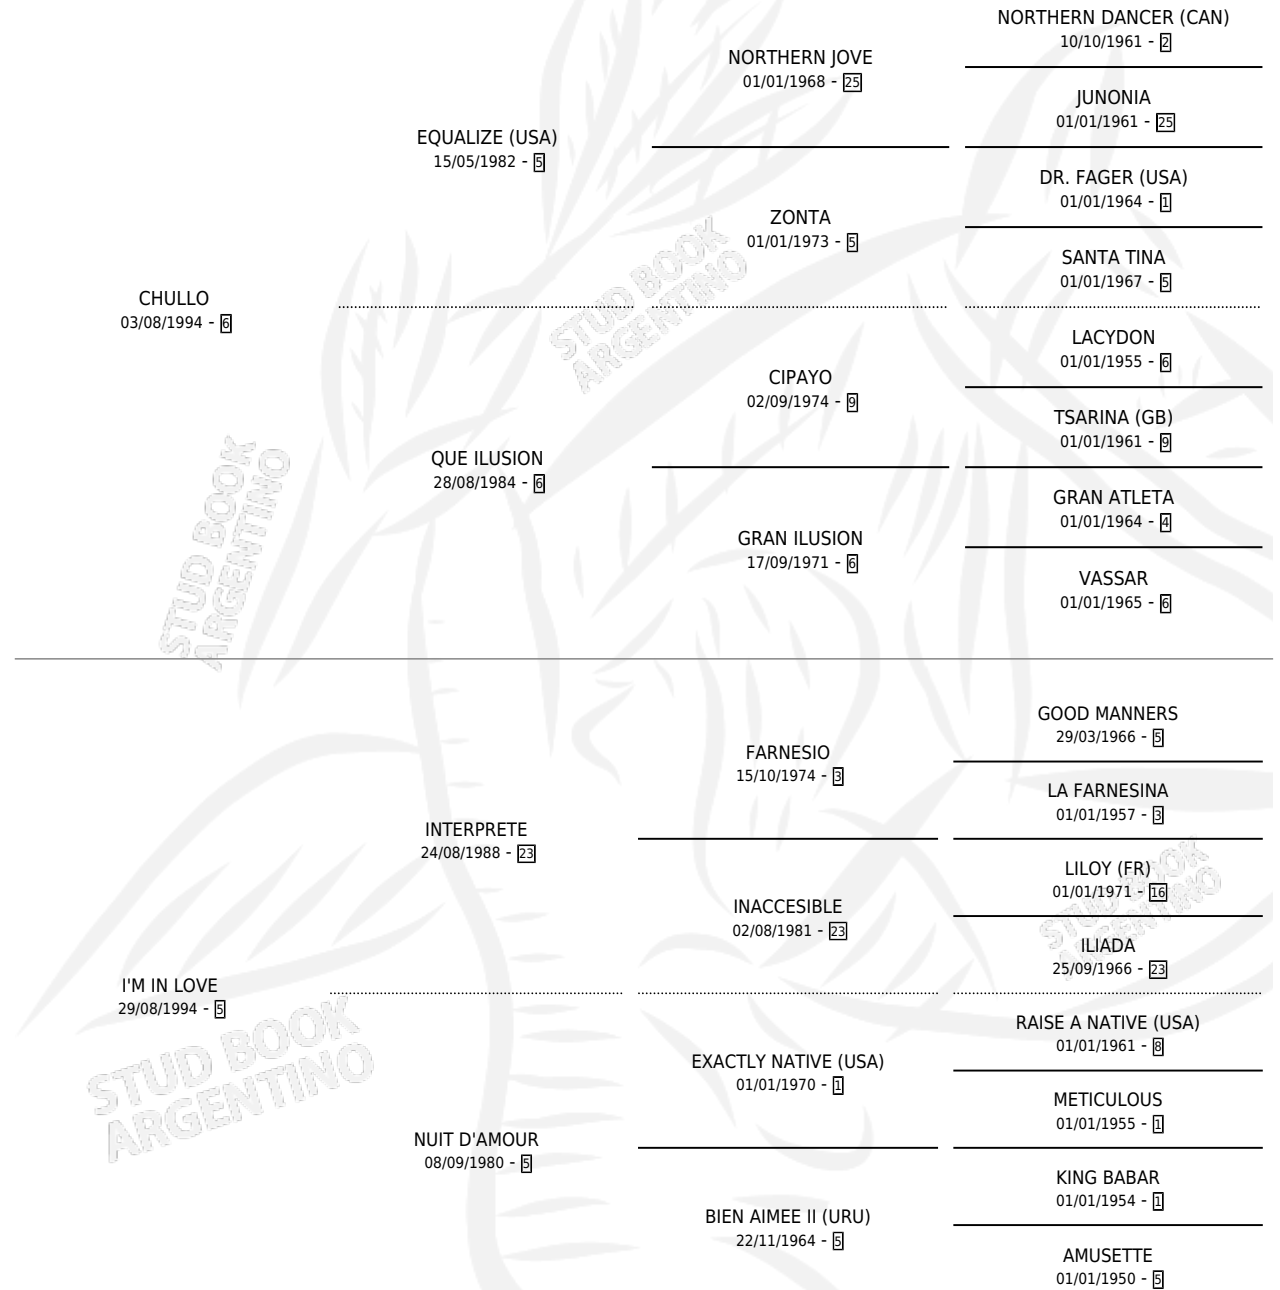 NORTHERN DANCER (CAN)
10/10/1961 - 2
NORTHERN JOVE
01/01/1968 - 25
JUNONIA
01/01/1961 - 25
EQUALIZE (USA)
15/05/1982 - 5
DR. FAGER (USA)
01/01/1964 - 1
ZONTA
01/01/1973 - 5
SANTA TINA
01/01/1967 - 5
CHULLO
03/08/1994 - 6
LACYDON
01/01/1955 - 6
CIPAYO
02/09/1974 - 9
TSARINA (GB)
01/01/1961 - 9
QUE ILUSION
28/08/1984 - 6
GRAN ATLETA
01/01/1964 - 4
GRAN ILUSION
17/09/1971 - 6
VASSAR
01/01/1965 - 6
GOOD MANNERS
29/03/1966 - 5
FARNESIO
15/10/1974 - 3
LA FARNESINA
01/01/1957 - 3
INTERPRETE
24/08/1988 - 23
LILOY (FR)
01/01/1971 - 16
INACCESIBLE
02/08/1981 - 23
ILIADA
25/09/1966 - 23
I'M IN LOVE
29/08/1994 - 5
RAISE A NATIVE (USA)
01/01/1961 - 8
EXACTLY NATIVE (USA)
01/01/1970 - 1
METICULOUS
01/01/1955 - 1
NUIT D'AMOUR
08/09/1980 - 5
KING BABAR
01/01/1954 - 1
BIEN AIMEE II (URU)
22/11/1964 - 5
AMUSETTE
01/01/1950 - 5
STUD BOOK
ARGENTINO
STUD BOOK
ARGENTINO
STUD BOOK
ARGENTINO
STUD BOOK
ARGENTINO